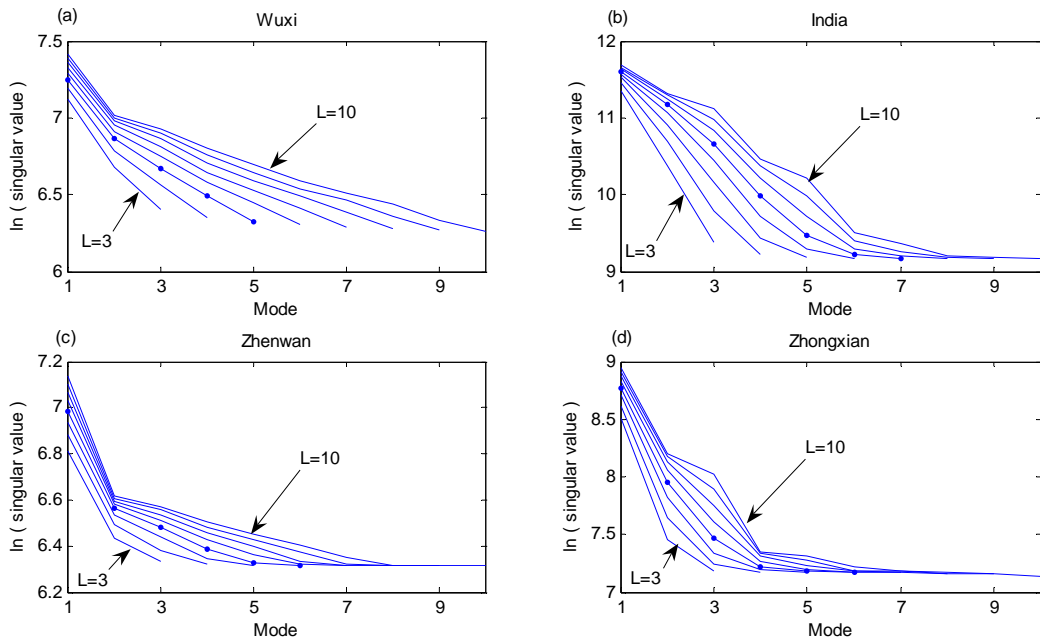 (a) Wuxi
7.5
7
6.5
6
ln ( singular value )
L=10
L=3
1 3 5 7 9
Mode
(b) India
12
11
10
9
ln ( singular value )
L=10
L=3
1 3 5 7 9
Mode
(c) Zhenwan
7.2
7
6.8
6.6
6.4
6.2
ln ( singular value )
L=10
L=3
1 3 5 7 9
Mode
(d) Zhongxian
9
8.5
8
7.5
7
ln ( singular value )
L=10
L=3
1 3 5 7 9
Mode